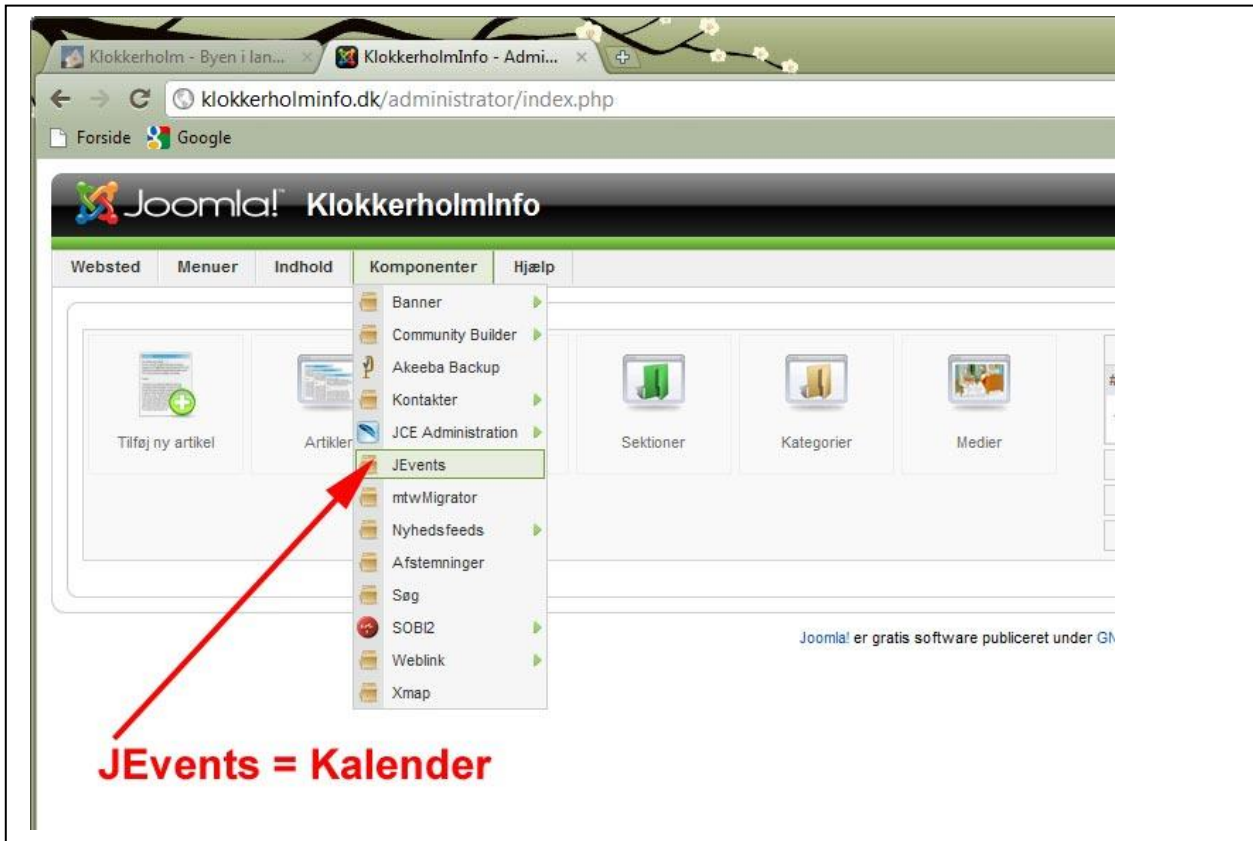 Klokkerholm - Byen i lan...
KlokkerholmInfo - Admi...
klokkerholminfo.dk/administrator/index.php
Forside Google
Joomla!™ KlokkerholmInfo
Websted Menuer Indhold Komponenter Hjælp
Banner
Community Builder
Akeeba Backup
Kontakter
JCE Administration
JEvents
mtwMigrator
Nyhedsfeeds
Afstemninger
Søg
SOBI2
Weblink
Xmap
Tilføj ny artikel Artikler Sektioner Kategorier Medier
#
Joomla! er gratis software publiceret under
JEvents = Kalender